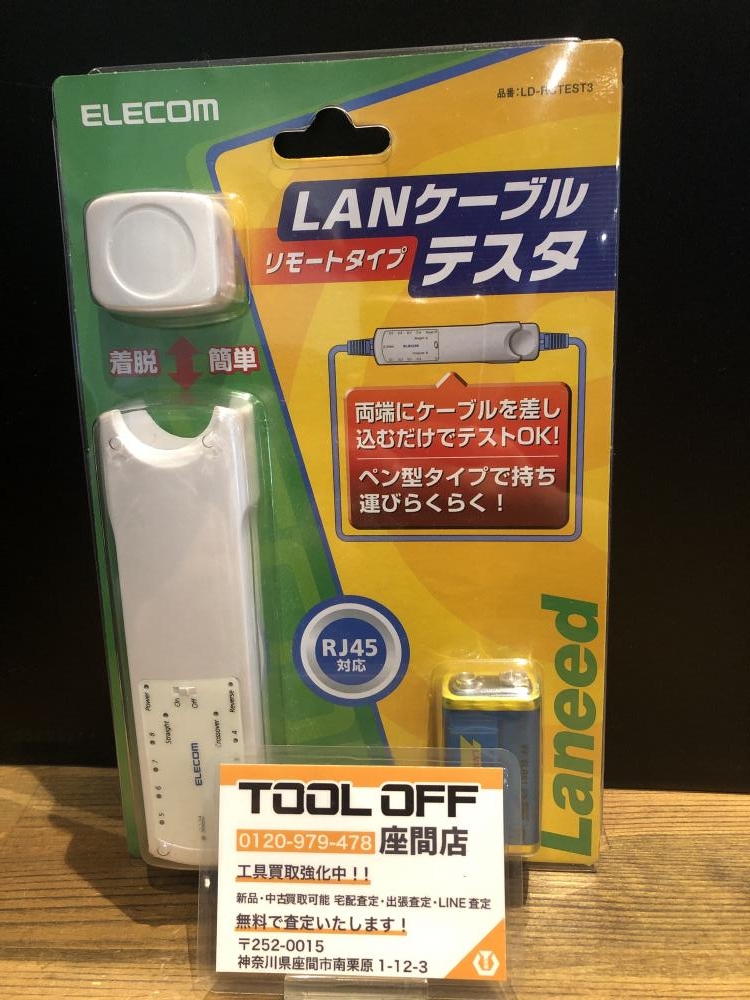 ELECOM
品番:LD-RCTEST3
LANケーブル
リモートタイプ テスタ
着脱 簡単
両端にケーブルを差し
込むだけでテストOK!
ペン型タイプで持ち
運びらくらく！
RJ45
対応
Laneed
Power
On
Off
Reverse
Straight
Crossover
8
7
6
5
4
3
ELECOM
TOOL OFF
0120-979-478 座間店
工具買取強化中！！
新品・中古買取可能 宅配査定・出張査定・LINE査定
無料で査定いたします！
〒252-0015
神奈川県座間市南栗原1-12-3